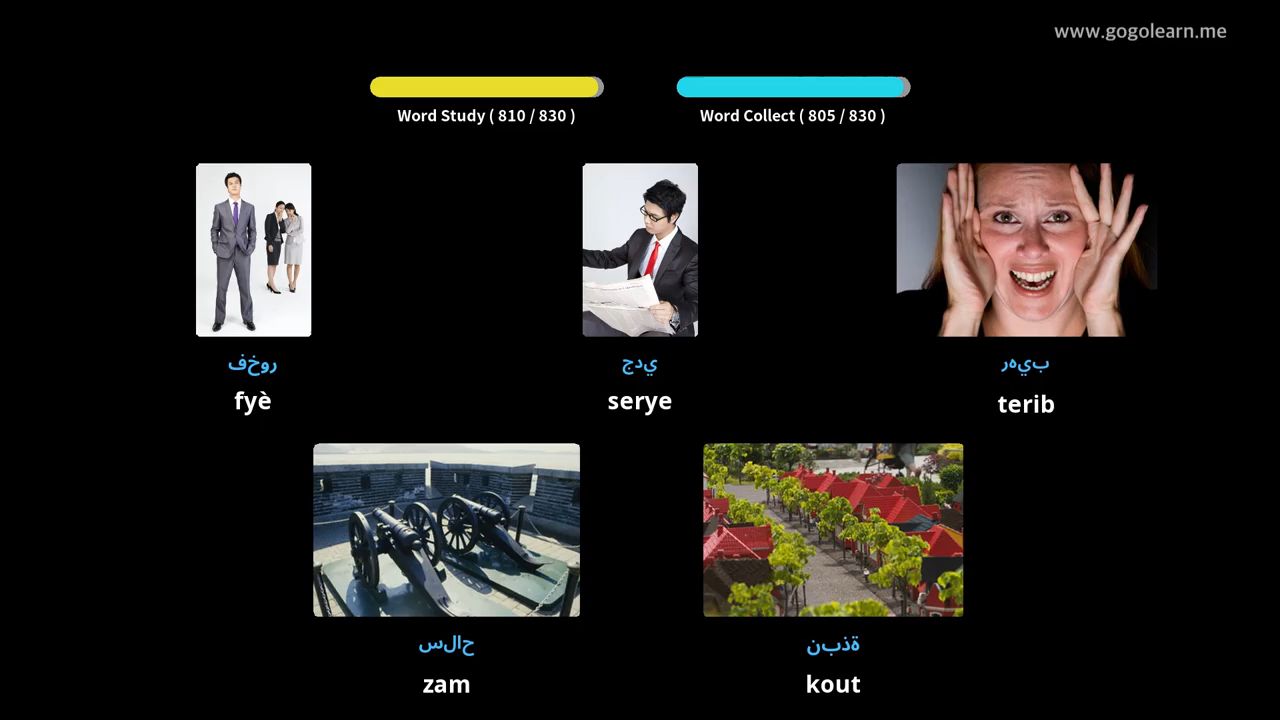 www.gogolearn.me
Word Study ( 810 / 830 )
Word Collect ( 805 / 830 )
روخف
fyè
يدج
serye
بيهر
terib
حالس
zam
ةذبن
kout